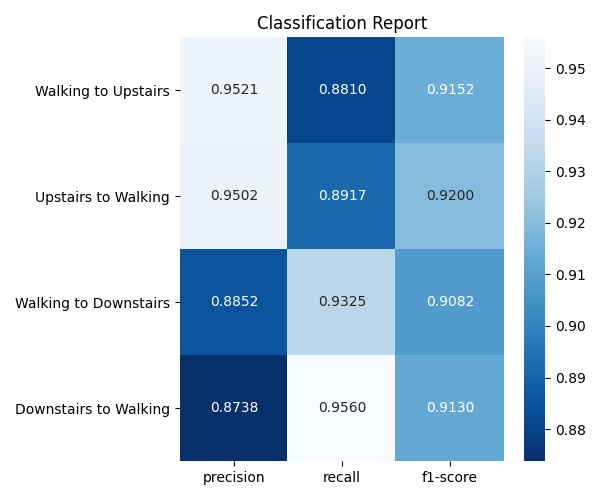 Classification Report
Walking to Upstairs 0.9521 0.8810 0.9152
Upstairs to Walking 0.9502 0.8917 0.9200
Walking to Downstairs 0.8852 0.9325 0.9082
Downstairs to Walking 0.8738 0.9560 0.9130
precision recall f1-score
0.95
0.94
0.93
0.92
0.91
0.90
0.89
0.88